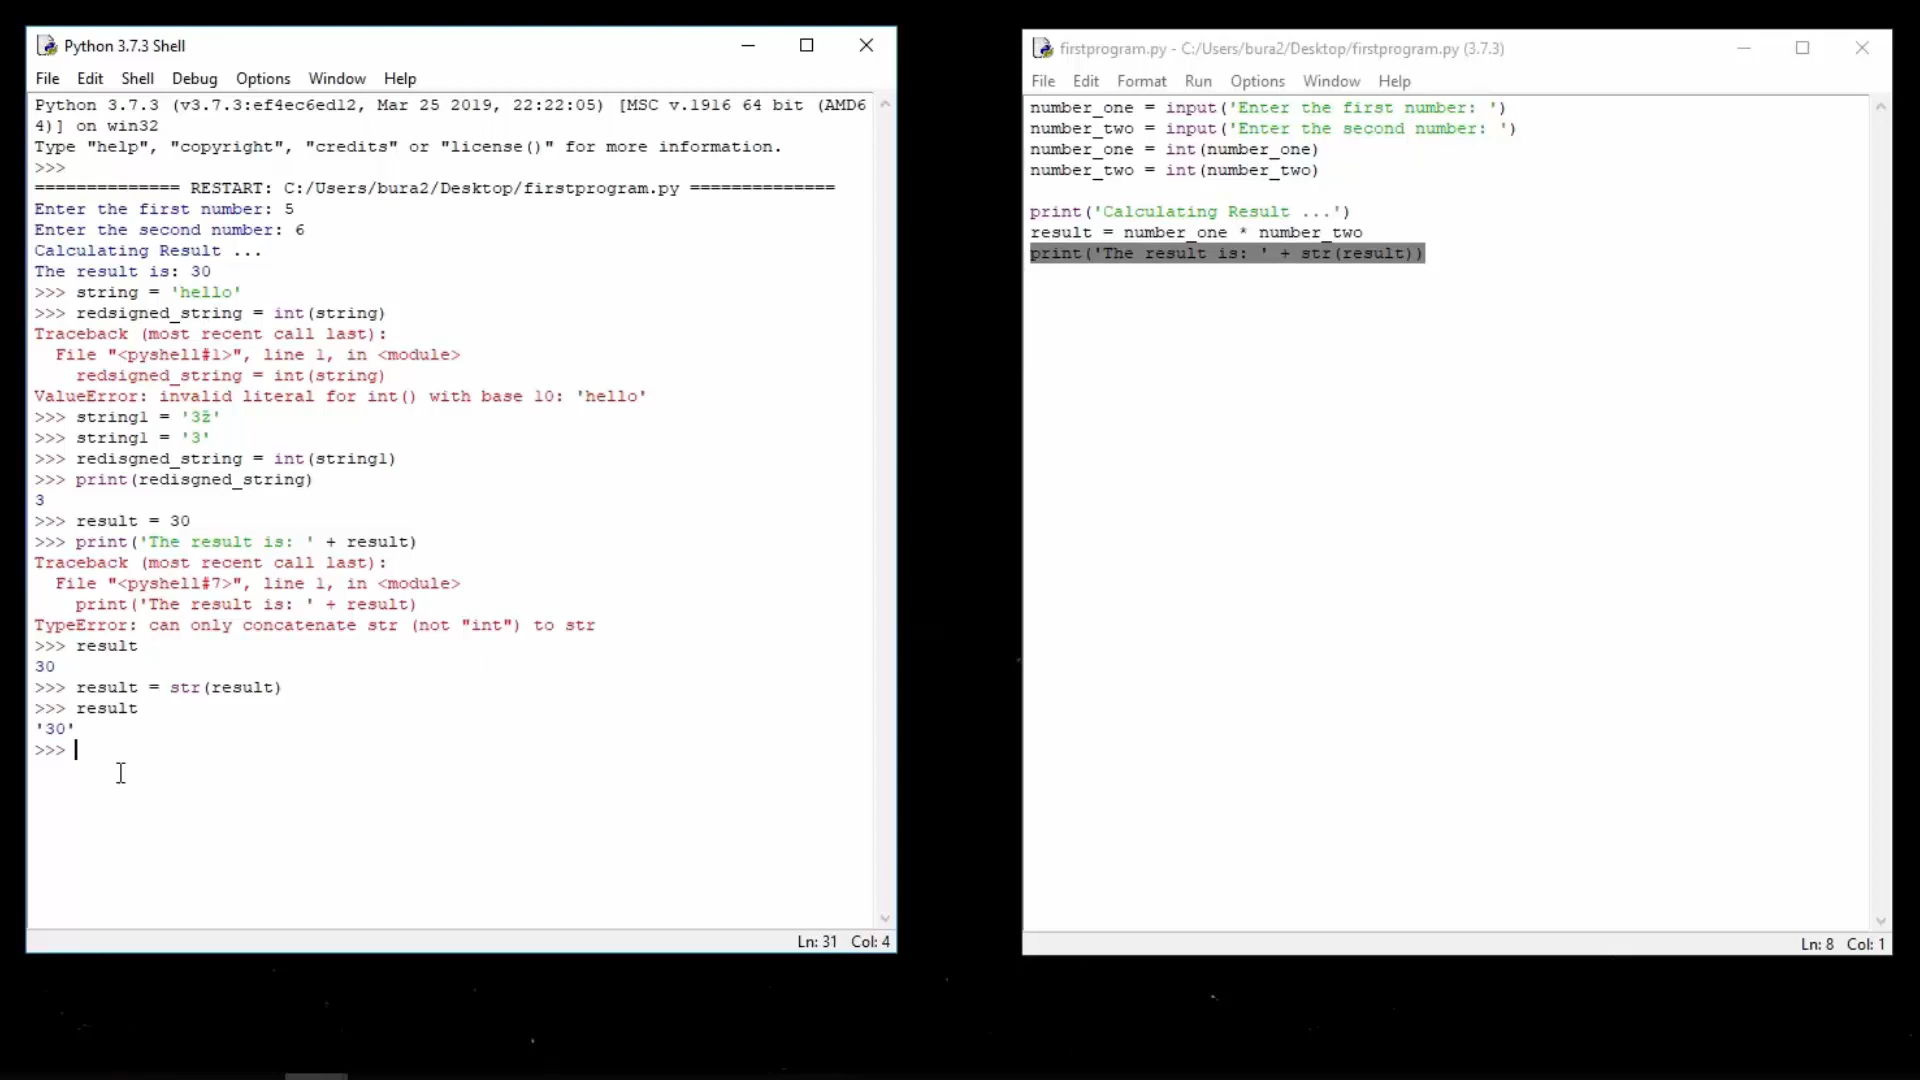 Python 3.7.3 Shell
File Edit Shell Debug Options Window Help
Python 3.7.3 (v3.7.3:ef4ec6ed12, Mar 25 2019, 22:22:05) [MSC v.1916 64 bit (AMD6
4)] on win32
Type "help", "copyright", "credits" or "license()" for more information.
>>>
============== RESTART: C:/Users/bura2/Desktop/firstprogram.py ==============
Enter the first number: 5
Enter the second number: 6
Calculating Result ...
The result is: 30
>>> string = 'hello'
>>> redsigned_string = int(string)
Traceback (most recent call last):
  File "<pyshell#1>", line 1, in <module>
    redsigned_string = int(string)
ValueError: invalid literal for int() with base 10: 'hello'
>>> string1 = '3ž'
>>> string1 = '3'
>>> redisgned_string = int(string1)
>>> print(redisgned_string)
3
>>> result = 30
>>> print('The result is: ' + result)
Traceback (most recent call last):
  File "<pyshell#7>", line 1, in <module>
    print('The result is: ' + result)
TypeError: can only concatenate str (not "int") to str
>>> result
30
>>> result = str(result)
>>> result
'30'
>>>
Ln: 31 Col: 4
firstprogram.py - C:/Users/bura2/Desktop/firstprogram.py (3.7.3)
File Edit Format Run Options Window Help
number_one = input('Enter the first number: ')
number_two = input('Enter the second number: ')
number_one = int(number_one)
number_two = int(number_two)
print('Calculating Result ...')
result = number_one * number_two
print('The result is: ' + str(result))
Ln: 8 Col: 1